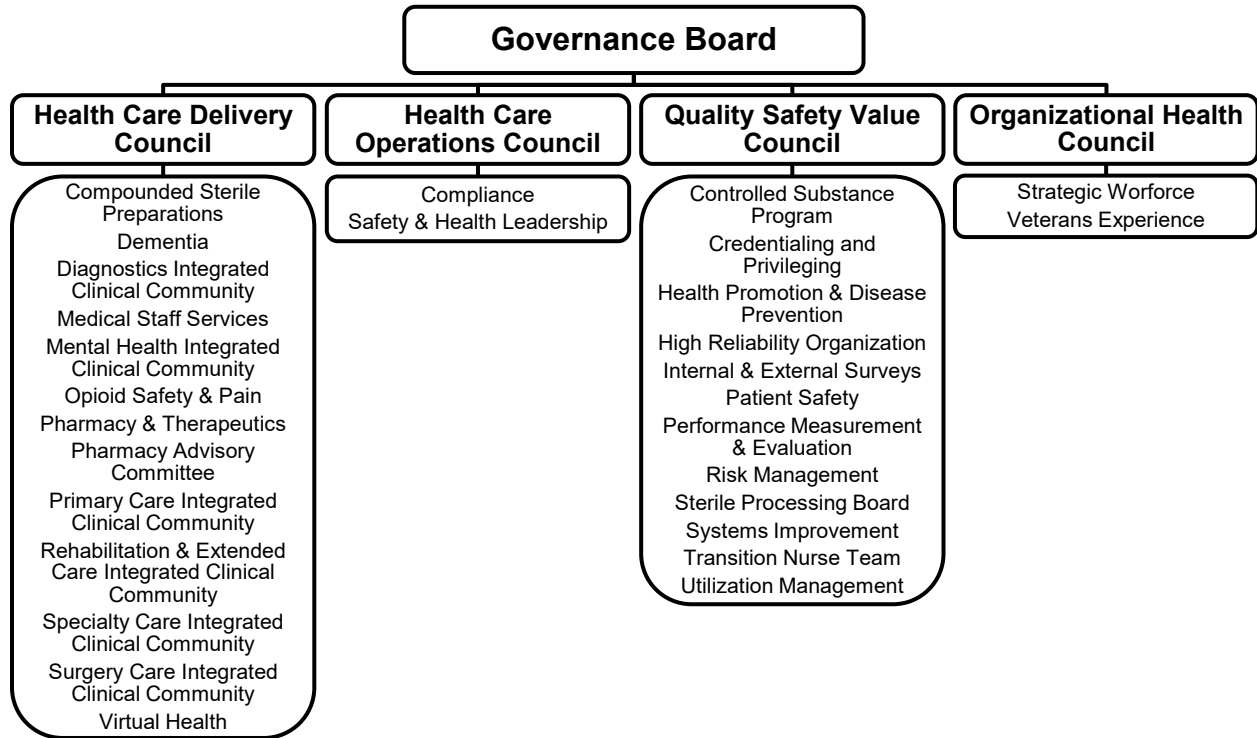 Governance Board
Health Care Delivery
Council
Compounded Sterile
Preparations
Dementia
Diagnostics Integrated
Clinical Community
Medical Staff Services
Mental Health Integrated
Clinical Community
Opioid Safety & Pain
Pharmacy & Therapeutics
Pharmacy Advisory
Committee
Primary Care Integrated
Clinical Community
Rehabilitation & Extended
Care Integrated Clinical
Community
Specialty Care Integrated
Clinical Community
Surgery Care Integrated
Clinical Community
Virtual Health
Health Care
Operations Council
Compliance
Safety & Health Leadership
Quality Safety Value
Council
Controlled Substance
Program
Credentialing and
Privileging
Health Promotion & Disease
Prevention
High Reliability Organization
Internal & External Surveys
Patient Safety
Performance Measurement
& Evaluation
Risk Management
Sterile Processing Board
Systems Improvement
Transition Nurse Team
Utilization Management
Organizational Health
Council
Strategic Worforce
Veterans Experience